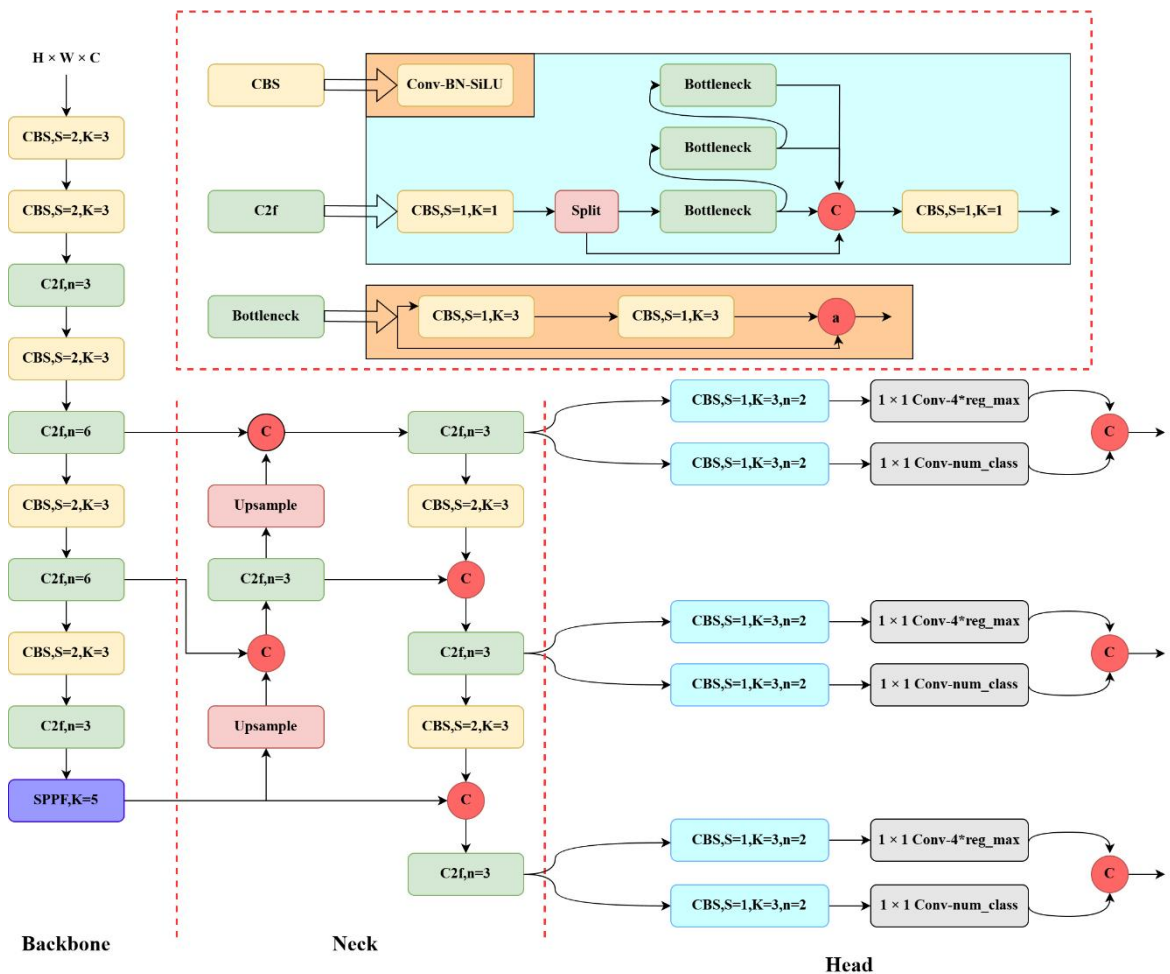 H × W × C
CBS,S=2,K=3
CBS,S=2,K=3
C2f,n=3
CBS,S=2,K=3
C2f,n=6
CBS,S=2,K=3
C2f,n=6
CBS,S=2,K=3
C2f,n=3
SPPF,K=5
Backbone
CBS
Conv-BN-SiLU
Bottleneck
Bottleneck
C2f
CBS,S=1,K=1
Split
Bottleneck
C
CBS,S=1,K=1
Bottleneck
CBS,S=1,K=3
CBS,S=1,K=3
a
C
Upsample
C2f,n=3
C
Upsample
C2f,n=3
CBS,S=2,K=3
C
C2f,n=3
CBS,S=2,K=3
C
C2f,n=3
Neck
CBS,S=1,K=3,n=2
1 × 1 Conv-4*reg_max
CBS,S=1,K=3,n=2
1 × 1 Conv-num_class
C
CBS,S=1,K=3,n=2
1 × 1 Conv-4*reg_max
CBS,S=1,K=3,n=2
1 × 1 Conv-num_class
C
CBS,S=1,K=3,n=2
1 × 1 Conv-4*reg_max
CBS,S=1,K=3,n=2
1 × 1 Conv-num_class
C
Head